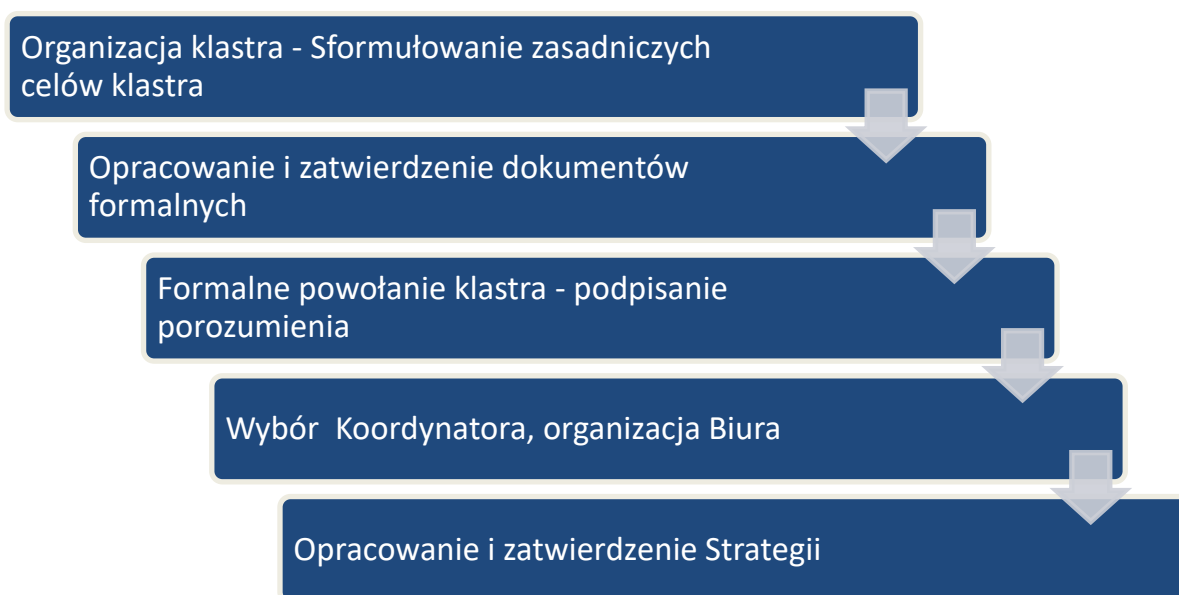 Organizacja klastra - Sformułowanie zasadniczych
celów klastra
Opracowanie i zatwierdzenie dokumentów
formalnych
Formalne powołanie klastra - podpisanie
porozumienia
Wybór  Koordynatora, organizacja Biura
Opracowanie i zatwierdzenie Strategii